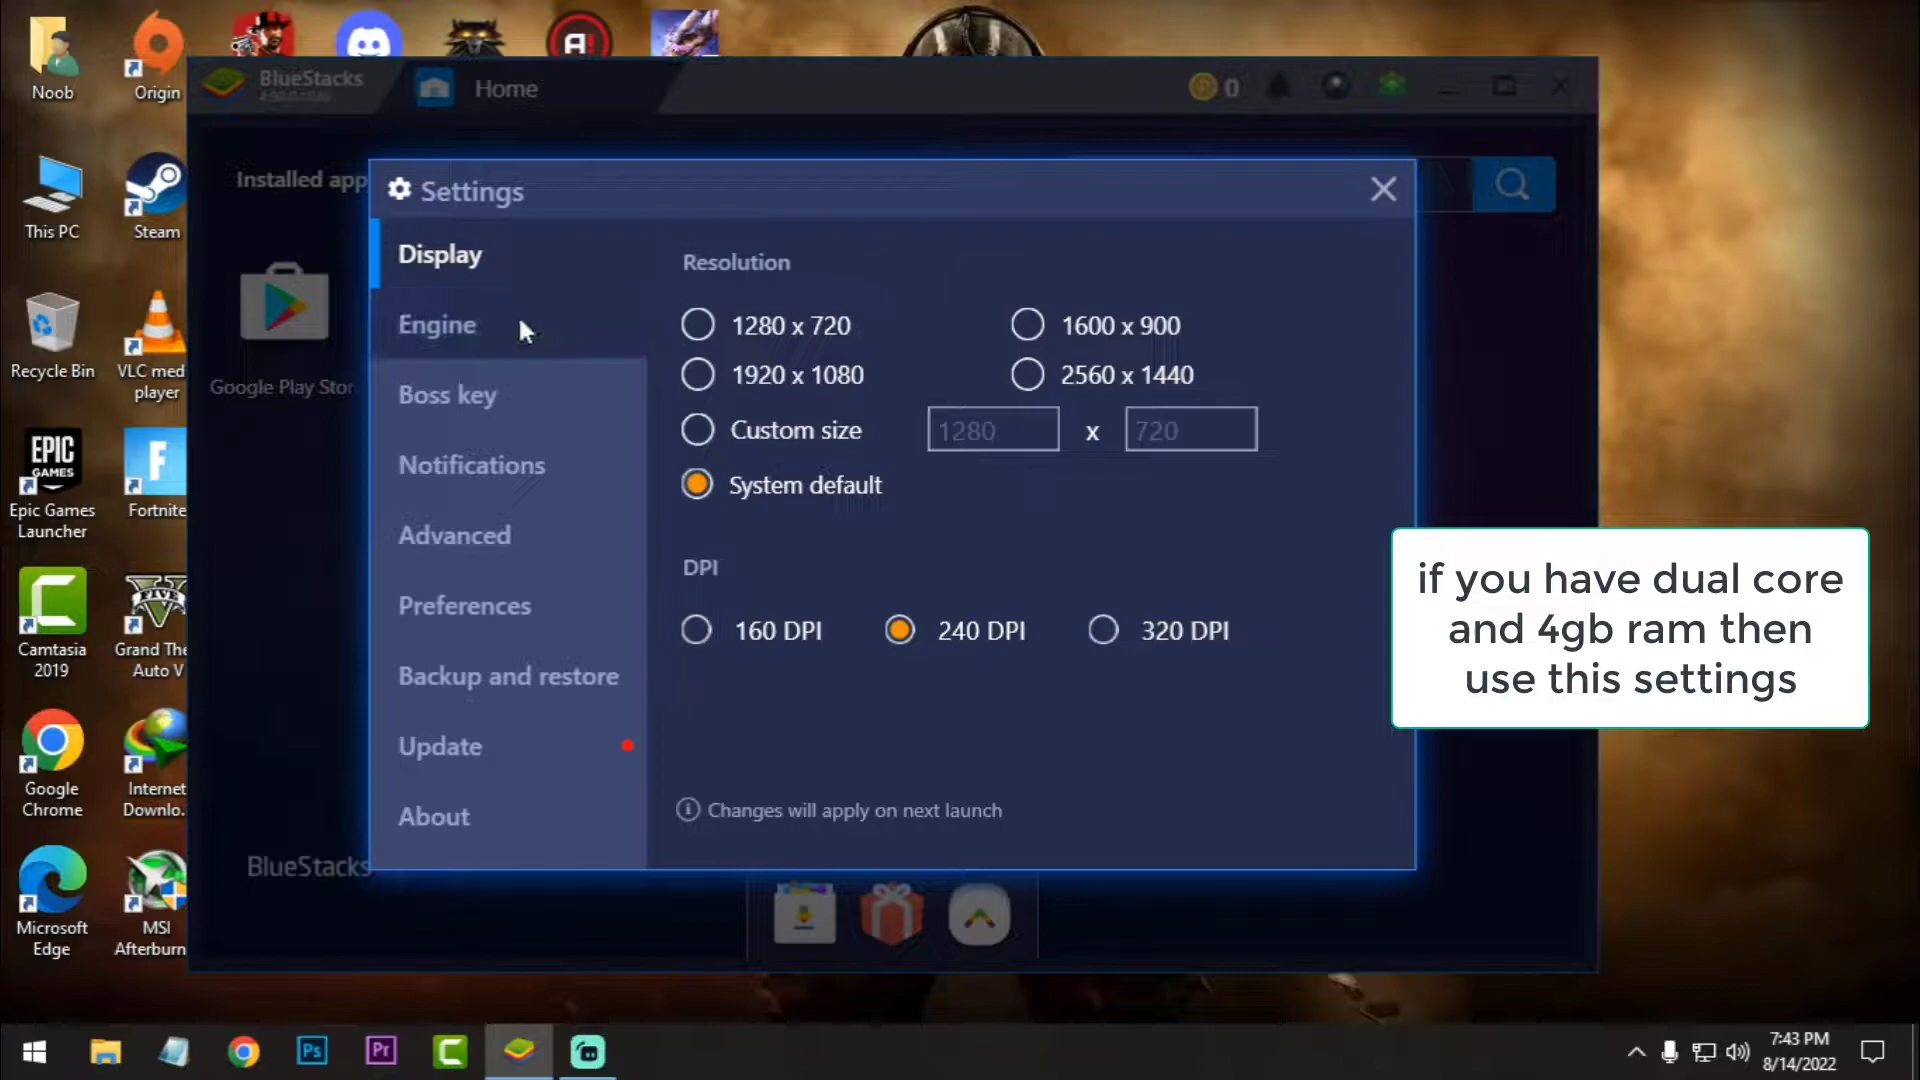 Noob
Origin
This PC
Steam
Recycle Bin
VLC med
player
EPIC
GAMES
Epic Games
Launcher
Fortnite
Camtasia
2019
FIVE
Grand The
Auto V
Google
Chrome
Internet
Downlo...
Microsoft
Edge
MSI
Afterburn
BlueStacks
Home
0
Installed app
Google Play Stor
BlueStacks
Settings
Display
Engine
Boss key
Notifications
Advanced
Preferences
Backup and restore
Update
About
Resolution
1280 x 720
1600 x 900
1920 x 1080
2560 x 1440
Custom size
1280
x
720
System default
DPI
160 DPI
240 DPI
320 DPI
Changes will apply on next launch
if you have dual core
and 4gb ram then
use this settings
Ps
Pr
7:43 PM
8/14/2022